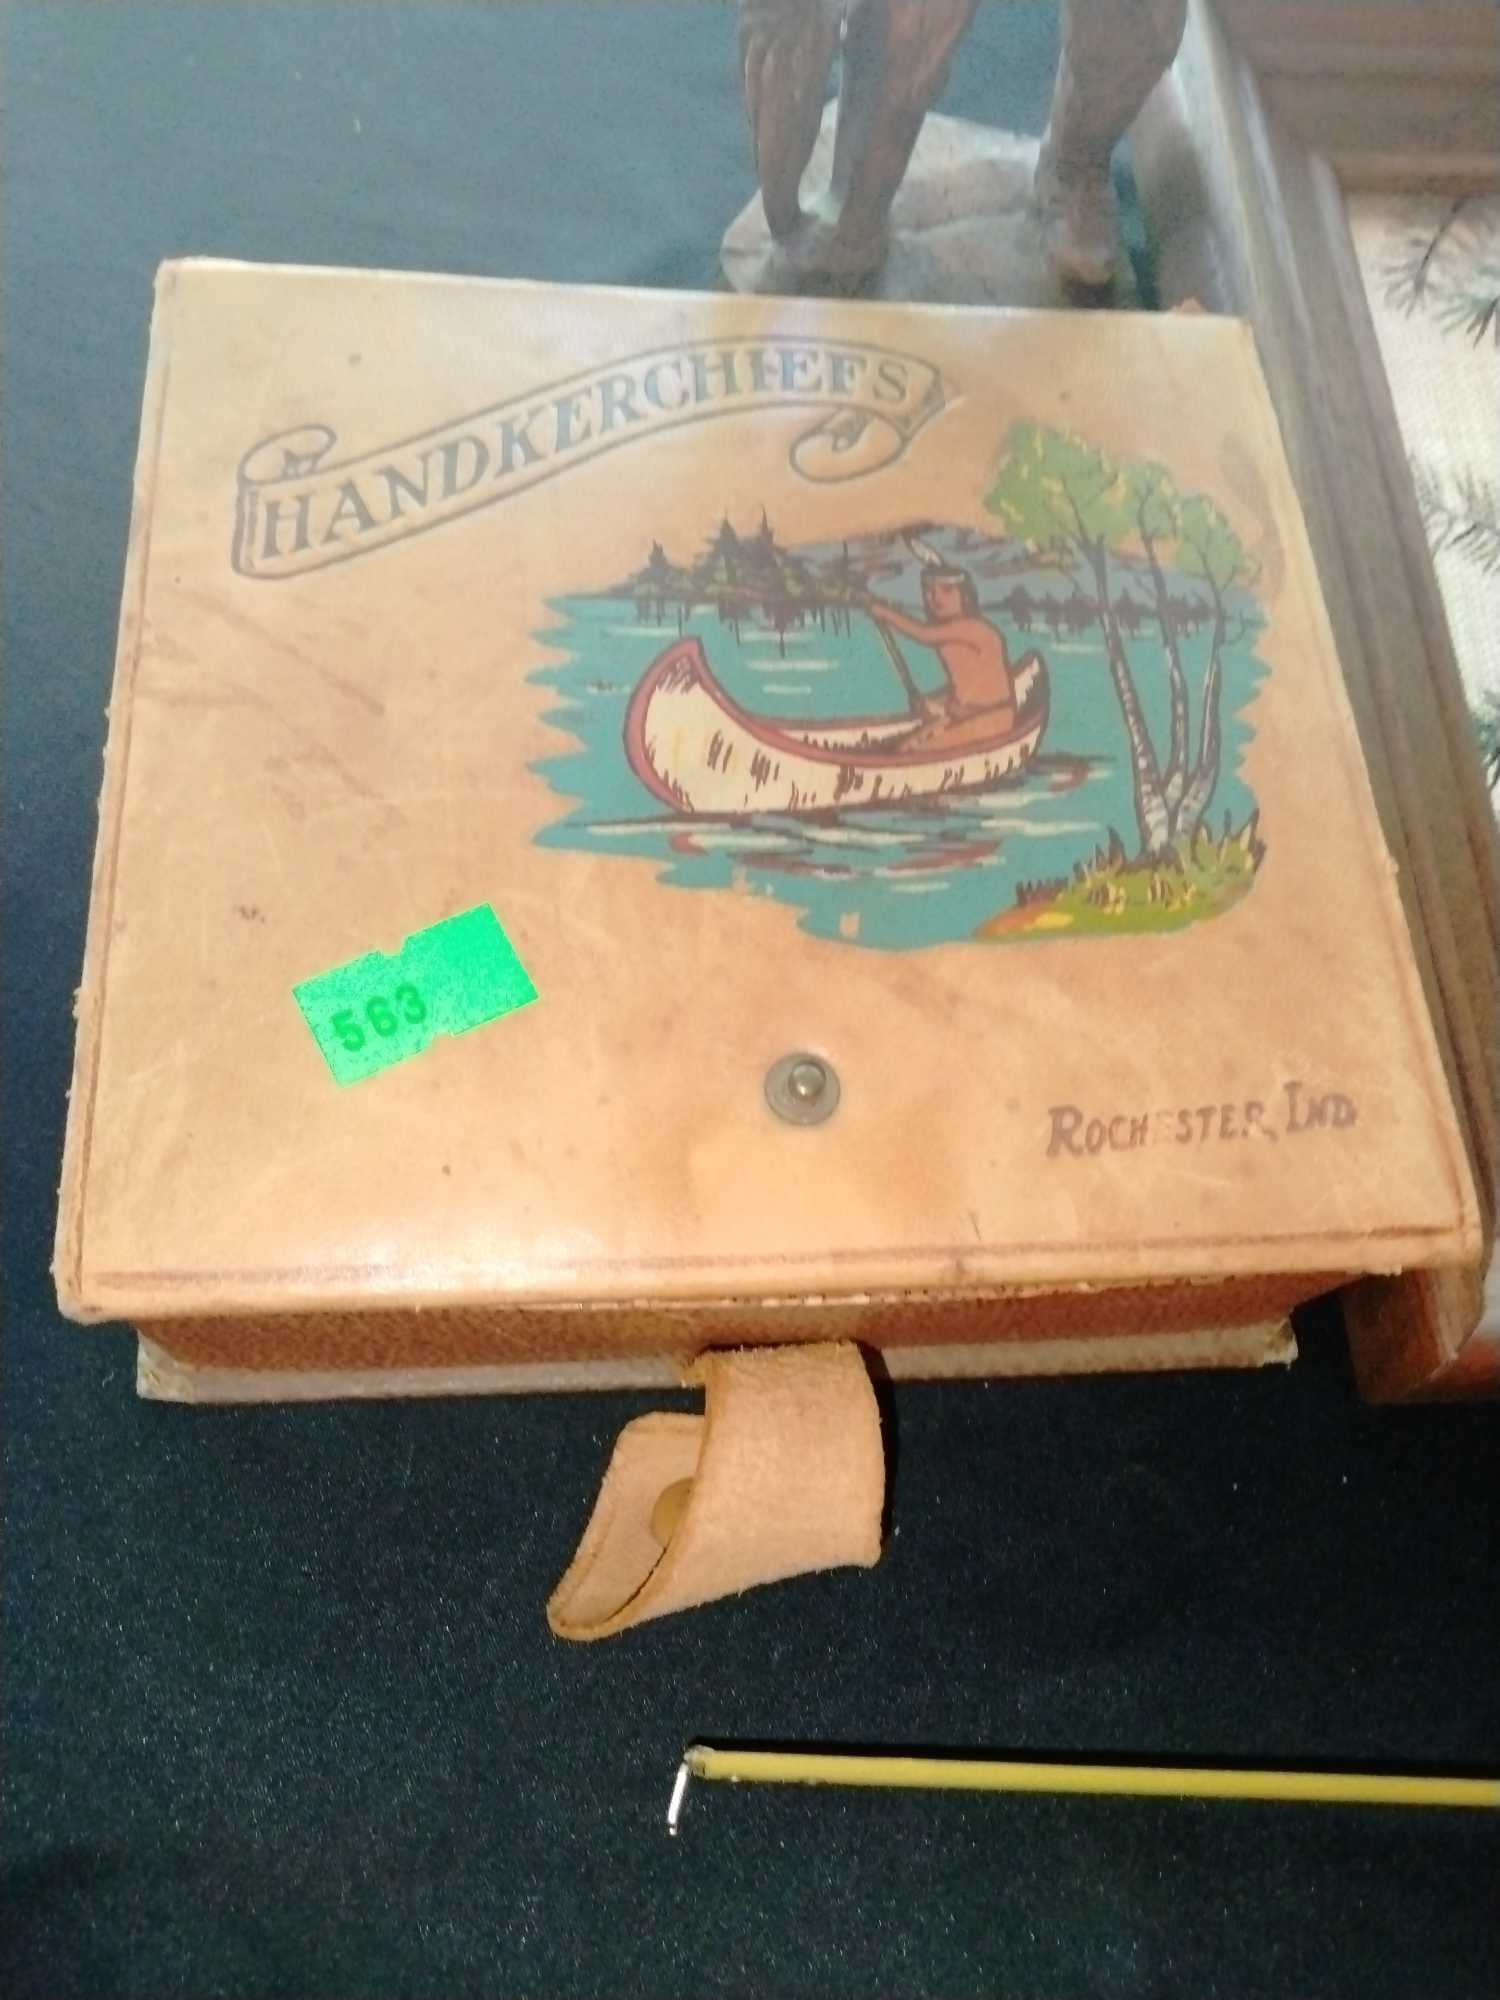 HANDKERCHIEFS
563
ROCHESTER, IND.